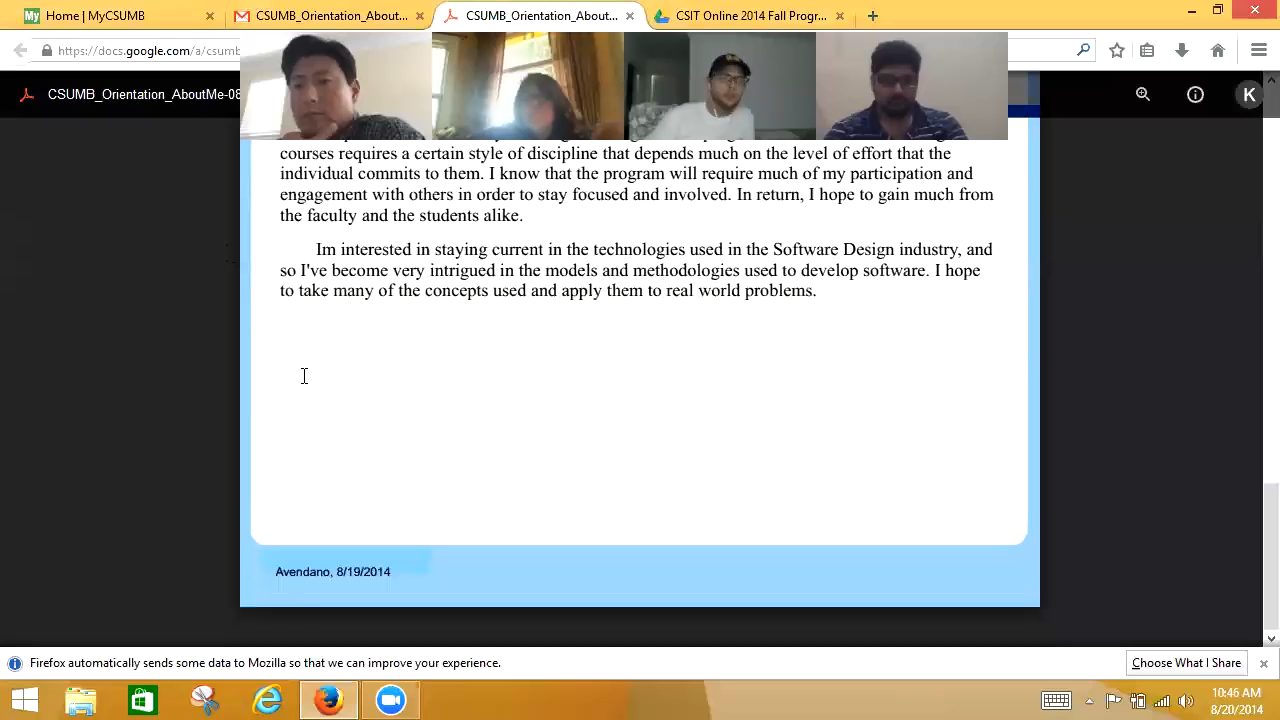 Home | MyCSUMB
CSUMB_Orientation_About...
CSUMB_Orientation_About...
CSIT Online 2014 Fall Progr...
https://docs.google.com/a/csumb
CSUMB_Orientation_AboutMe-08
K
courses requires a certain style of discipline that depends much on the level of effort that the
individual commits to them. I know that the program will require much of my participation and
engagement with others in order to stay focused and involved. In return, I hope to gain much from
the faculty and the students alike.
Im interested in staying current in the technologies used in the Software Design industry, and
so I've become very intrigued in the models and methodologies used to develop software. I hope
to take many of the concepts used and apply them to real world problems.
Avendano, 8/19/2014
Firefox automatically sends some data to Mozilla so that we can improve your experience.
Choose What I Share
10:46 AM
8/20/2014